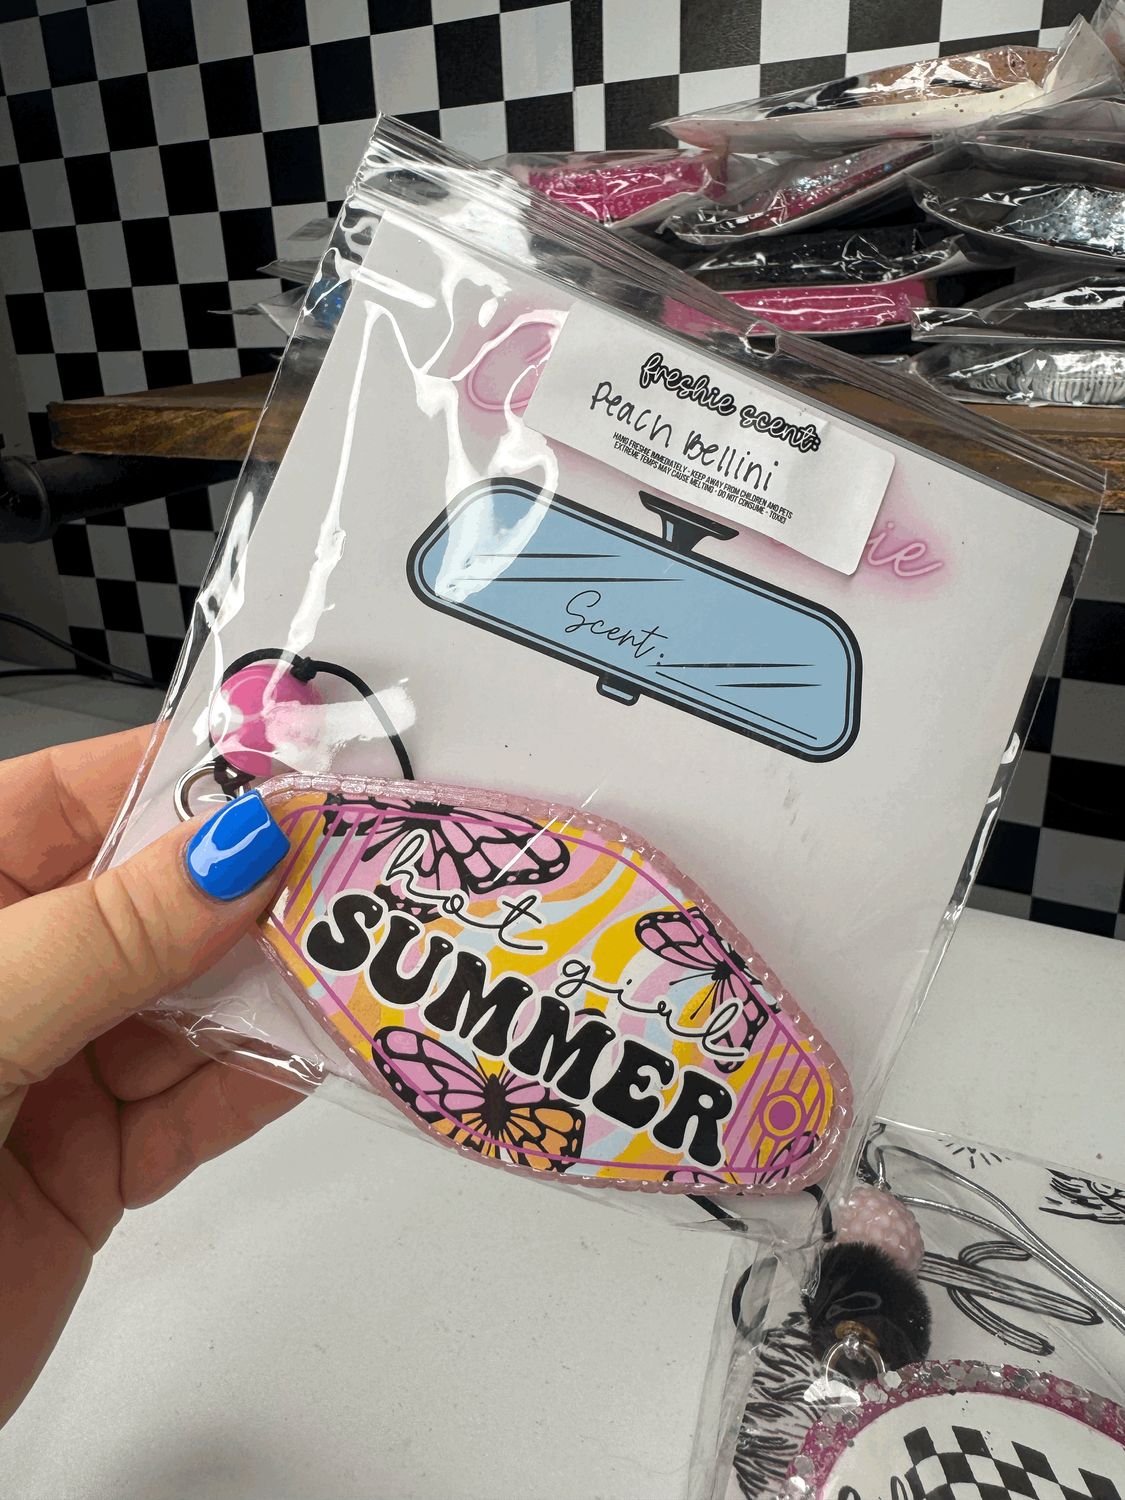 freshie scent:
Peach Bellini
HANG FRESHIE IMMEDIATELY - KEEP AWAY FROM CHILDREN AND PETS
EXTREME TEMPS MAY CAUSE MELTING - DO NOT CONSUME - TOXIC!
Scent:
hot girl
SUMMER